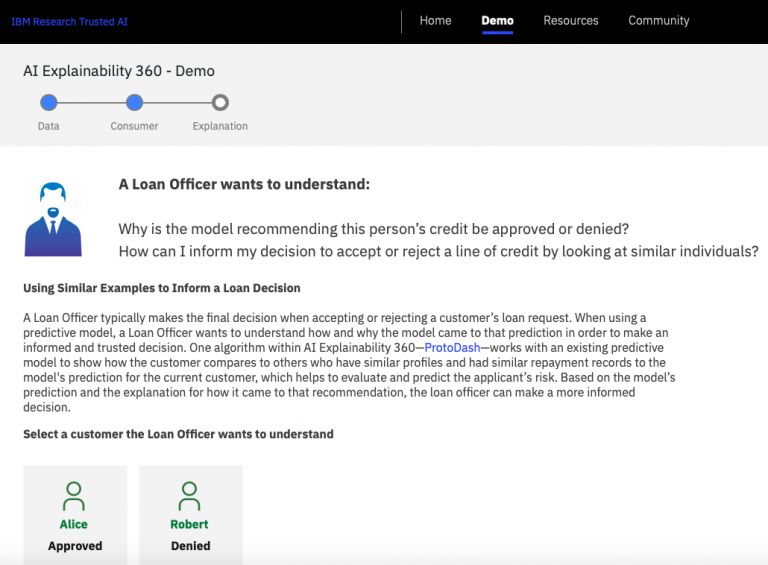 IBM Research Trusted AI
Home Demo Resources Community
AI Explainability 360 - Demo
Data Consumer Explanation
A Loan Officer wants to understand:
Why is the model recommending this person's credit be approved or denied?
How can I inform my decision to accept or reject a line of credit by looking at similar individuals?
Using Similar Examples to Inform a Loan Decision
A Loan Officer typically makes the final decision when accepting or rejecting a customer's loan request. When using a
predictive model, a Loan Officer wants to understand how and why the model came to that prediction in order to make an
informed and trusted decision. One algorithm within AI Explainability 360—ProtoDash—works with an existing predictive
model to show how the customer compares to others who have similar profiles and had similar repayment records to the
model's prediction for the current customer, which helps to evaluate and predict the applicant's risk. Based on the model's
prediction and the explanation for how it came to that recommendation, the loan officer can make a more informed
decision.
Select a customer the Loan Officer wants to understand
Alice Robert
Approved Denied